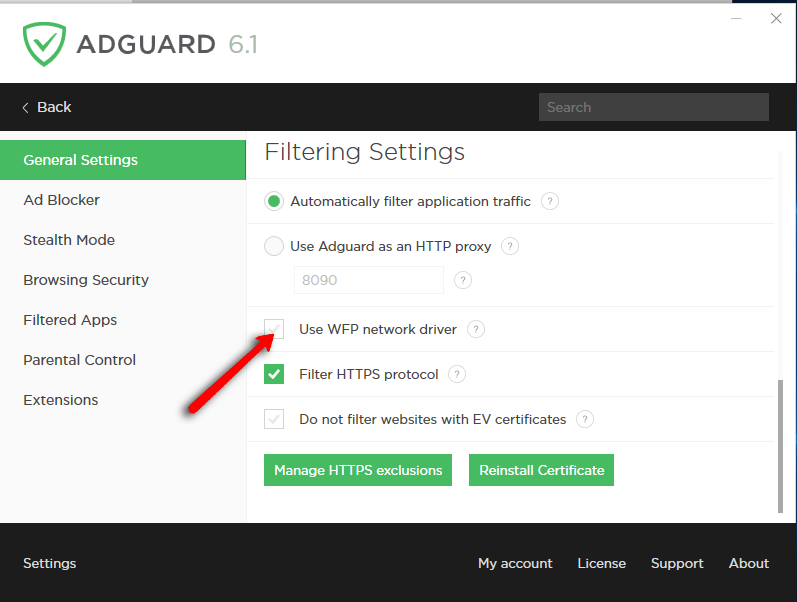 ADGUARD 6.1
Back
Search
General Settings
Ad Blocker
Stealth Mode
Browsing Security
Filtered Apps
Parental Control
Extensions
Filtering Settings
Automatically filter application traffic ?
Use Adguard as an HTTP proxy ?
8090 ?
Use WFP network driver ?
Filter HTTPS protocol ?
Do not filter websites with EV certificates ?
Manage HTTPS exclusions
Reinstall Certificate
Settings
My account
License
Support
About